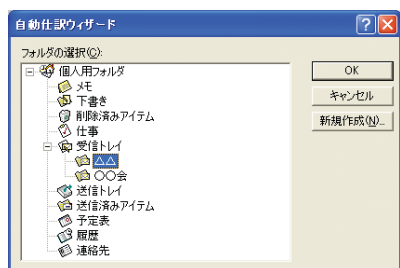 自動仕訳ウィザード
フォルダの選択(C):
個人用フォルダ
メモ
下書き
削除済みアイテム
仕事
受信トレイ
△△
〇〇会
送信トレイ
送信済みアイテム
予定表
履歴
連絡先
OK
キャンセル
新規作成(N)...